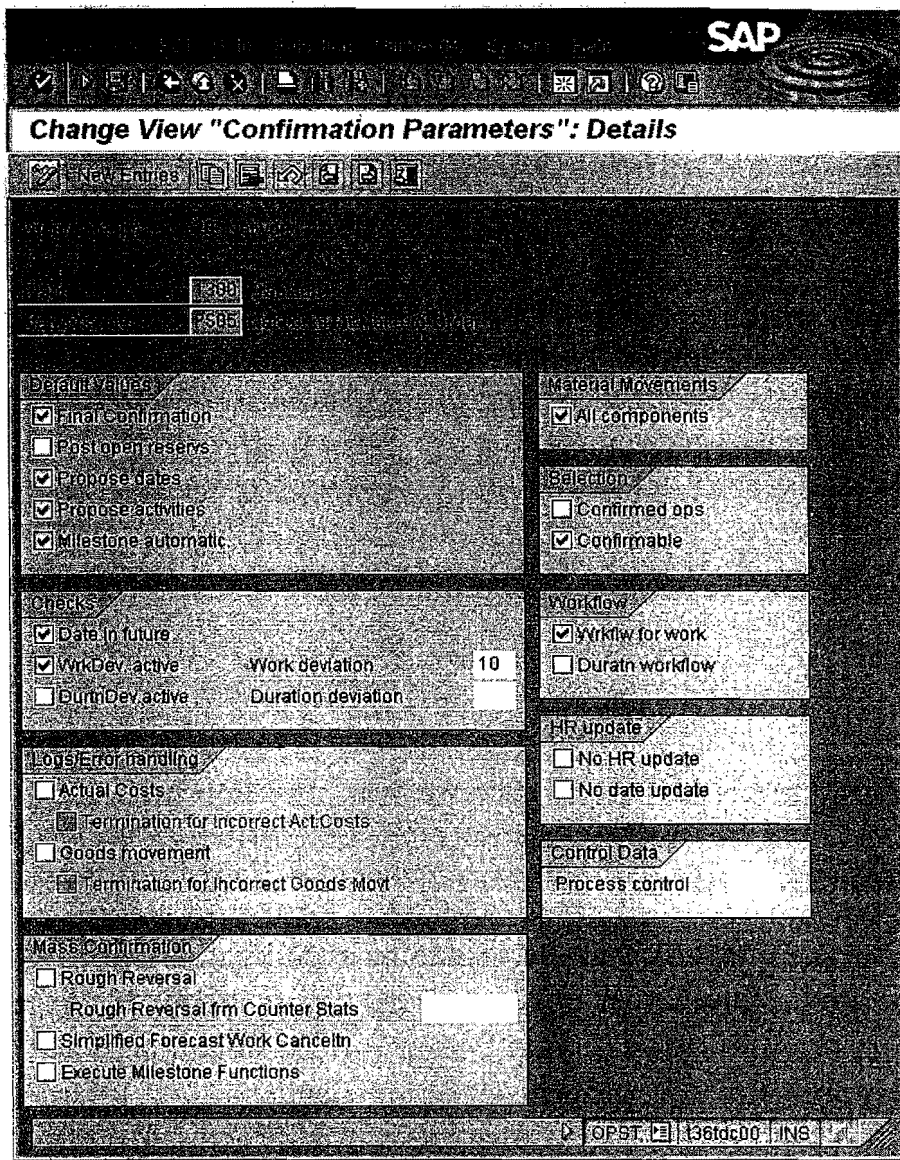 SAP
Change View "Confirmation Parameters": Details
New Entries
1300
PS05
Default Values
Final Confirmation
Post open reservs
Propose dates
Propose activities
Milestone automatic
Material Movements
All components
Selection
Confirmed ops
Confirmable
Checks
Date in future
WrkDev. active Work deviation 10
DurtnDev active Duration deviation
Workflow
Wrkflw for work
Duratn workflow
Logs/Error handling
Actual Costs
Termination for Incorrect Act.Costs
Goods movement
Termination for Incorrect Goods Movt
HR update
No HR update
No date update
Control Data
Process control
Mass Confirmation
Rough Reversal
Rough Reversal frm Counter Stats
Simplified Forecast Work Canceltn
Execute Milestone Functions
OPST t36tdc00 INS